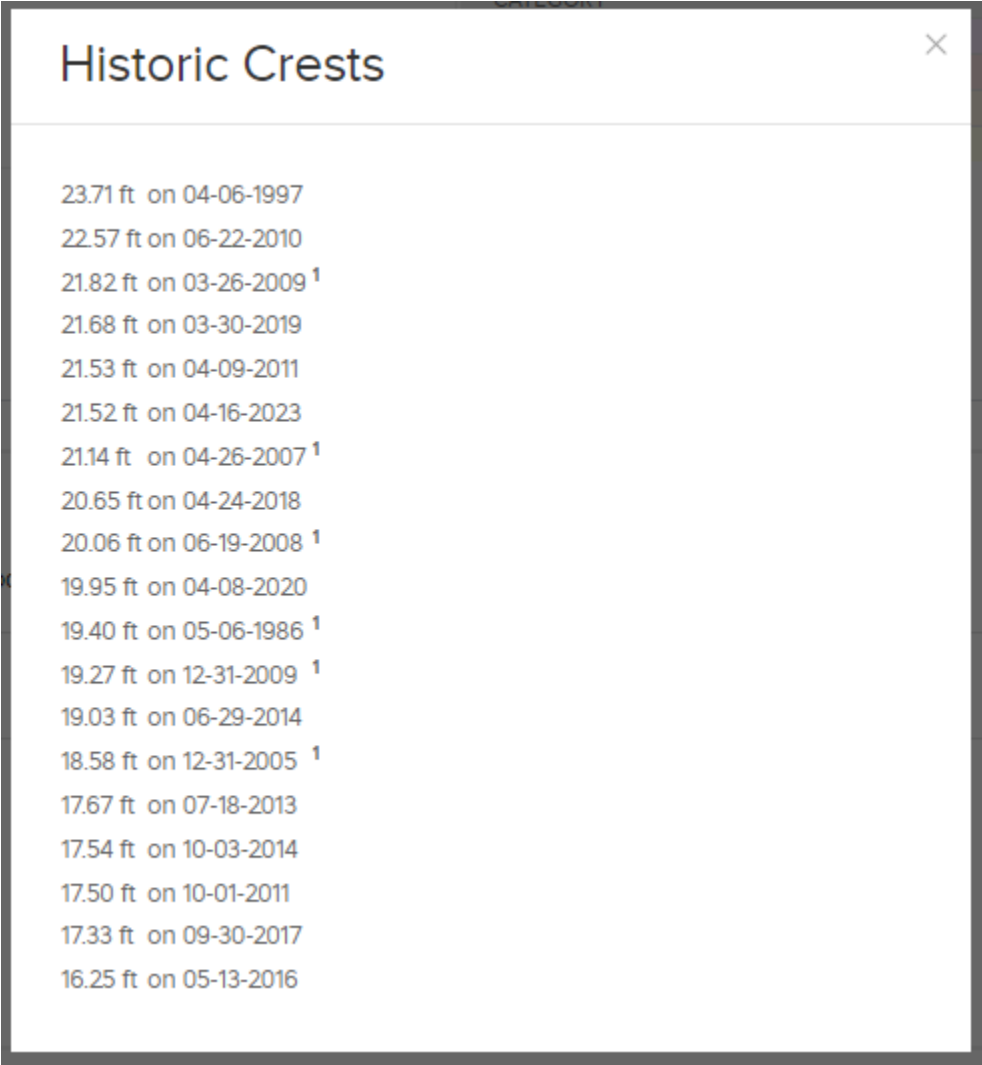 CATEGORY
Historic Crests
×
23.71 ft on 04-06-1997
22.57 ft on 06-22-2010
21.82 ft on 03-26-2009 1
21.68 ft on 03-30-2019
21.53 ft on 04-09-2011
21.52 ft on 04-16-2023
21.14 ft on 04-26-2007 1
20.65 ft on 04-24-2018
20.06 ft on 06-19-2008 1
19.95 ft on 04-08-2020
19.40 ft on 05-06-1986 1
19.27 ft on 12-31-2009 1
19.03 ft on 06-29-2014
18.58 ft on 12-31-2005 1
17.67 ft on 07-18-2013
17.54 ft on 10-03-2014
17.50 ft on 10-01-2011
17.33 ft on 09-30-2017
16.25 ft on 05-13-2016